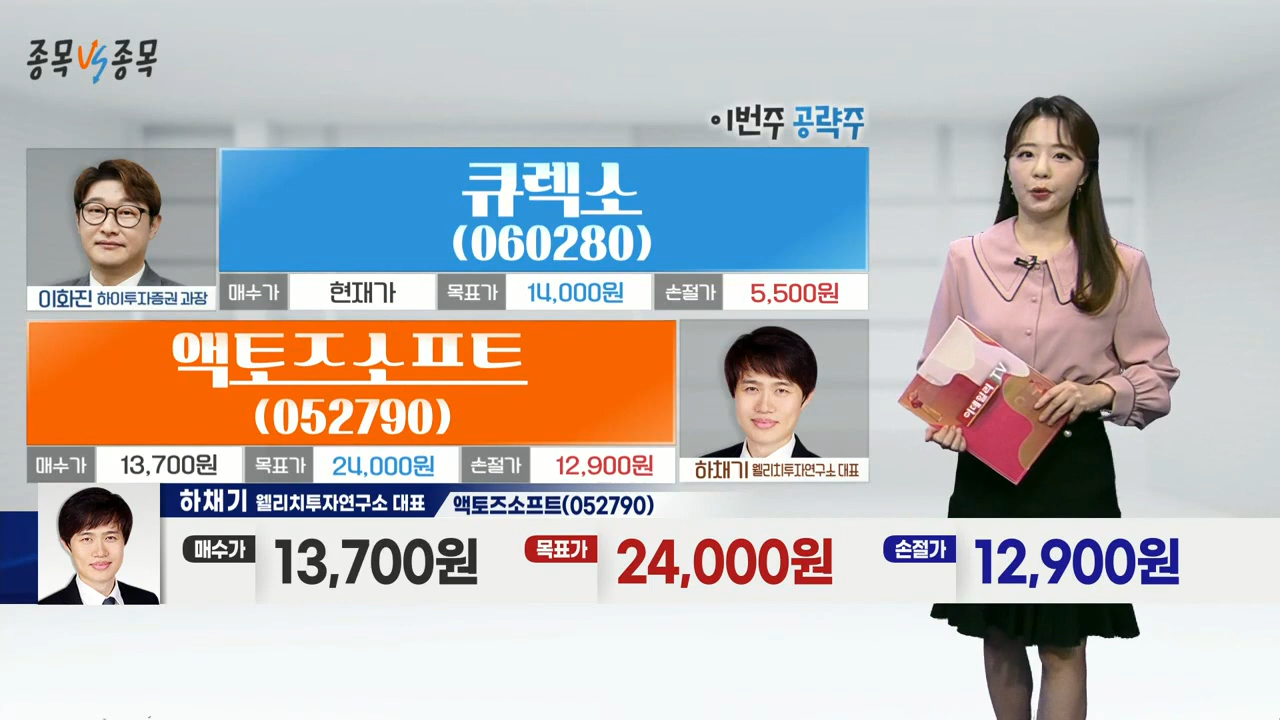 종목 VS 종목
이번주 공략주
큐렉소
(060280)
이화진 하이투자증권 과장
매수가 현재가 목표가 14,000원 손절가 5,500원
액토즈소프트
(052790)
매수가 13,700원 목표가 24,000원 손절가 12,900원
하채기 웰리치투자연구소 대표
하채기 웰리치투자연구소 대표 액토즈소프트(052790)
매수가 13,700원 목표가 24,000원 손절가 12,900원
이데일리 TV